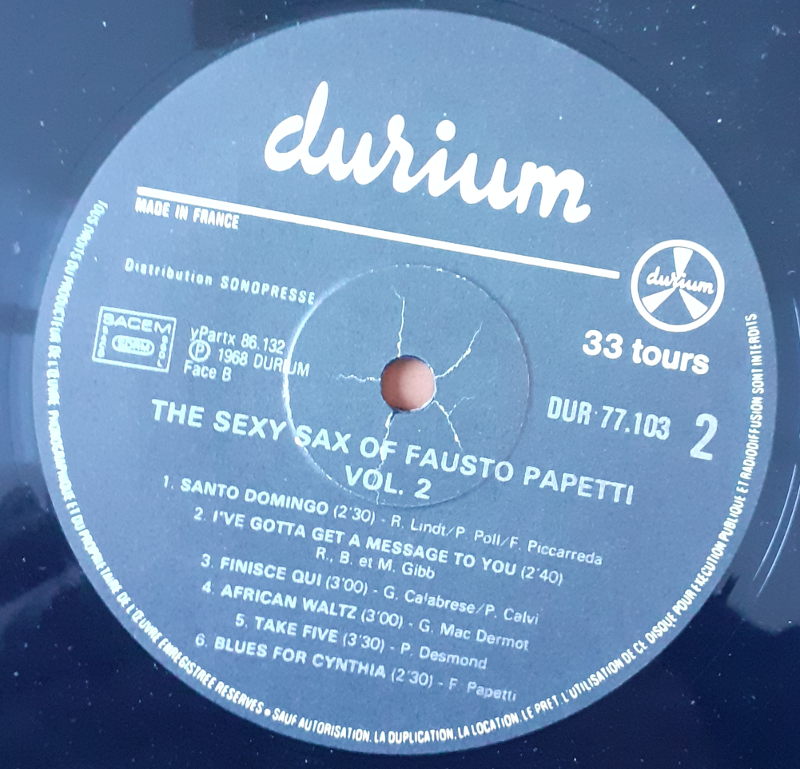 durium
MADE IN FRANCE
Distribution SONOPRESSE
durium
SACEM
yPartx 86.132
Ⓟ 1968 DURIUM
Face B
33 tours
DUR 77.103 2
THE SEXY SAX OF FAUSTO PAPETTI
VOL. 2
1. SANTO DOMINGO (2'30) - R. Lindt/P. Poll/F. Piccarreda
2. I'VE GOTTA GET A MESSAGE TO YOU (2'40)
R., B. et M. Gibb
3. FINISCE QUI (3'00) - G. Calabrese/P. Calvi
4. AFRICAN WALTZ (3'00) - G. Mac Dermot
5. TAKE FIVE (3'30) - P. Desmond
6. BLUES FOR CYNTHIA (2'30) - F. Papetti
TOUS DROITS DU PRODUCTEUR DE L'ŒUVRE PHONOGRAPHIQUE ET DU PROPRIETAIRE DE L'ŒUVRE ENREGISTREE RESERVES ● SAUF AUTORISATION. LA DUPLICATION. LA LOCATION. LE PRET. L'UTILISATION DE CE DISQUE POUR EXECUTION PUBLIQUE ET RADIODIFFUSION SONT INTERDITS